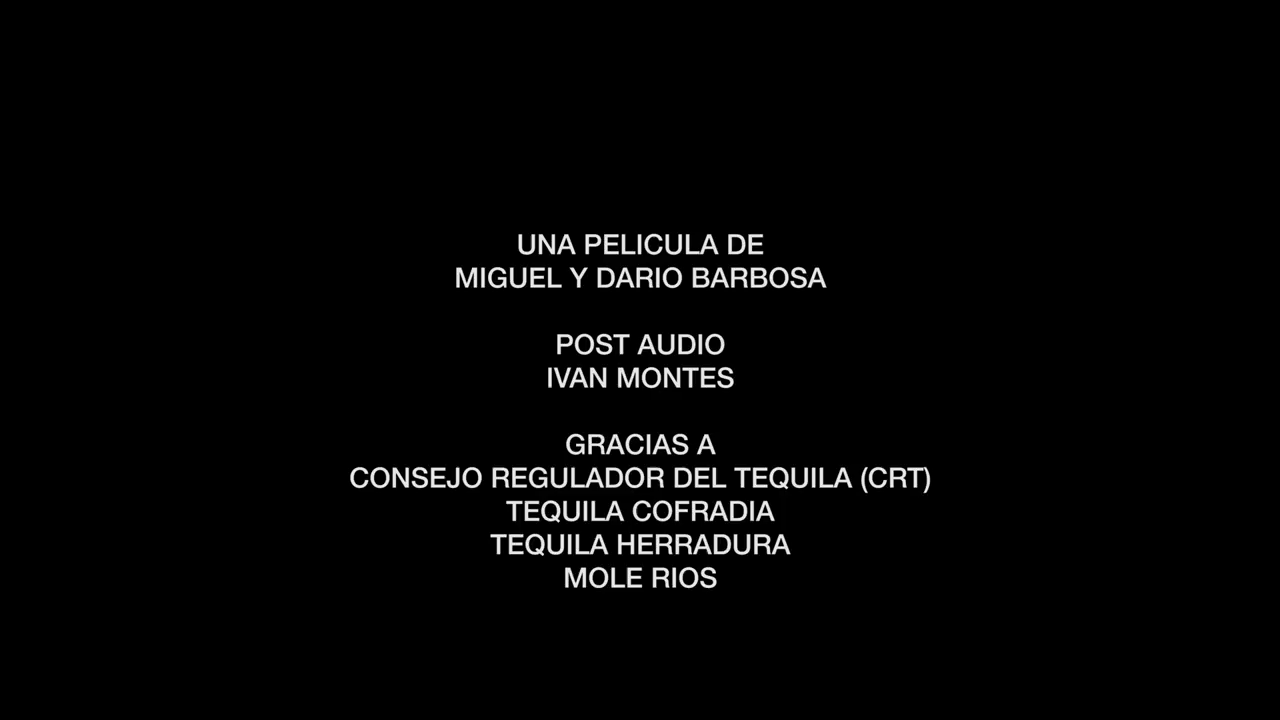 UNA PELICULA DE
MIGUEL Y DARIO BARBOSA
POST AUDIO
IVAN MONTES
GRACIAS A
CONSEJO REGULADOR DEL TEQUILA (CRT)
TEQUILA COFRADIA
TEQUILA HERRADURA
MOLE RIOS